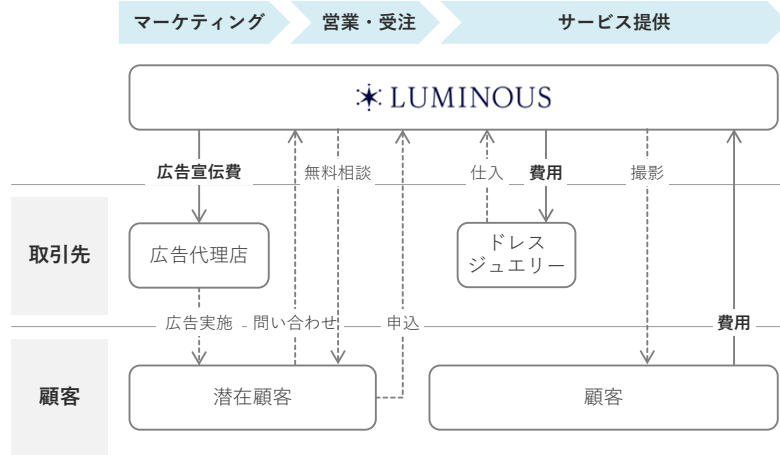 マーケティング
営業・受注
サービス提供
LUMINOUS
広告宣伝費
無料相談
仕入
費用
撮影
取引先
広告代理店
ドレス
ジュエリー
広告実施
問い合わせ
申込
費用
顧客
潜在顧客
顧客